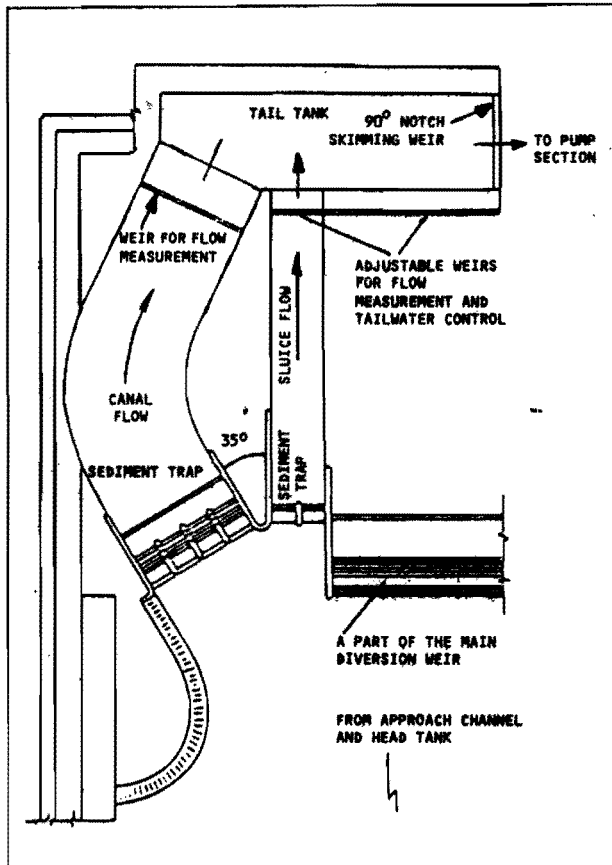 TAIL TANK
90° NOTCH
SKIMMING WEIR
TO PUMP
SECTION
WEIR FOR FLOW
MEASUREMENT
ADJUSTABLE WEIRS
FOR FLOW
MEASUREMENT AND
TAILWATER CONTROL
SLUICE FLOW
CANAL
FLOW
35°
SEDIMENT TRAP
SEDIMENT
TRAP
A PART OF THE MAIN
DIVERSION WEIR
FROM APPROACH CHANNEL
AND HEAD TANK